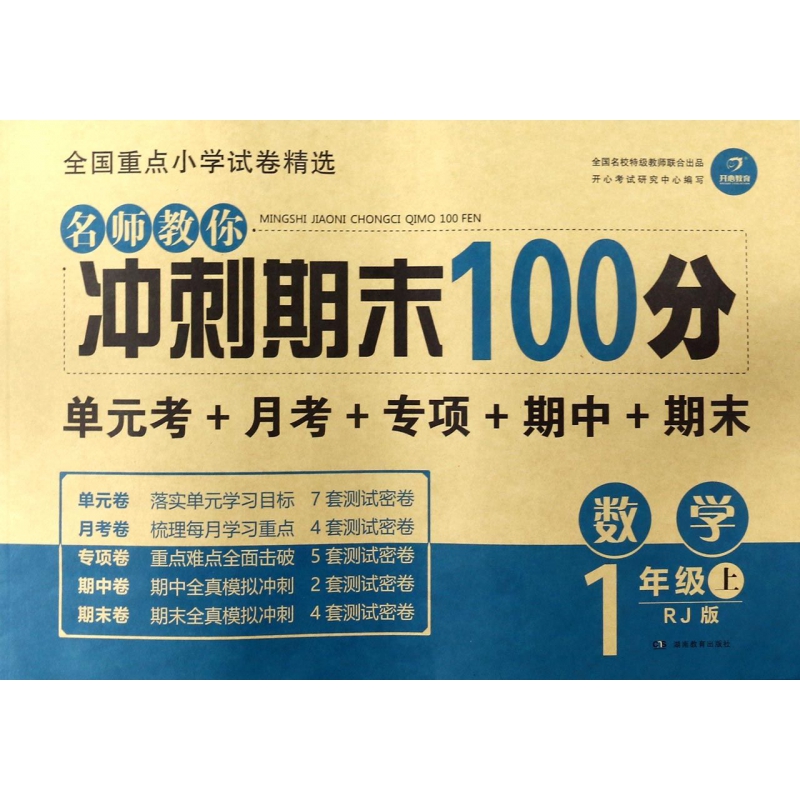 全国重点小学试卷精选
全国名校特级教师联合出品
开心考试研究中心编写
开心教育
名师教你
MINGSHI JIAONI CHONGCI QIMO 100 FEN
冲刺期末100分
单元考+月考+专项+期中+期末
单元卷 落实单元学习目标 7套测试密卷
月考卷 梳理每月学习重点 4套测试密卷
专项卷 重点难点全面击破 5套测试密卷
期中卷 期中全真模拟冲刺 2套测试密卷
期末卷 期末全真模拟冲刺 4套测试密卷
数学
1年级上
RJ版
湖南教育出版社